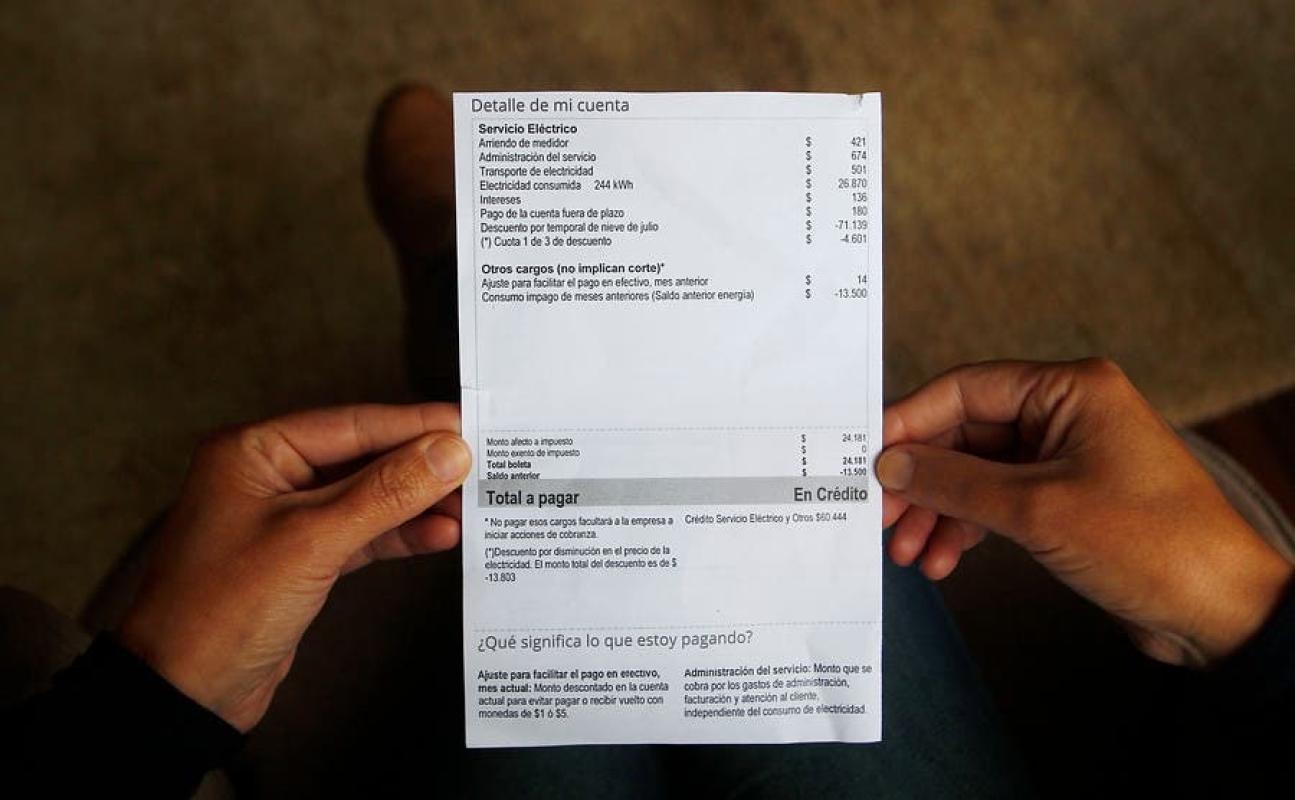 Detalle de mi cuenta
Servicio Eléctrico
Arriendo de medidor $ 421
Administración del servicio $ 674
Transporte de electricidad $ 501
Electricidad consumida 244 kWh $ 26.870
Intereses $ 136
Pago de la cuenta fuera de plazo $ 180
Descuento por temporal de nieve de julio $ -71.139
(*) Cuota 1 de 3 de descuento $ -4.601
Otros cargos (no implican corte)*
Ajuste para facilitar el pago en efectivo, mes anterior $ 14
Consumo impago de meses anteriores (Saldo anterior energía) $ -13.500
Monto afecto a impuesto $ 24.181
Monto exento de impuesto $ 0
Total boleta $ 24.181
Saldo anterior $ -13.500
Total a pagar En Crédito
* No pagar esos cargos facultará a la empresa a
iniciar acciones de cobranza.
(*)Descuento por disminución en el precio de la
electricidad. El monto total del descuento es de $
-13.803
Crédito Servicio Eléctrico y Otros $60.444
¿Qué significa lo que estoy pagando?
Ajuste para facilitar el pago en efectivo,
mes actual: Monto descontado en la cuenta
actual para evitar pagar o recibir vuelto con
monedas de $1 ó $5.
Administración del servicio: Monto que se
cobra por los gastos de administración,
facturación y atención al cliente,
independiente del consumo de electricidad.